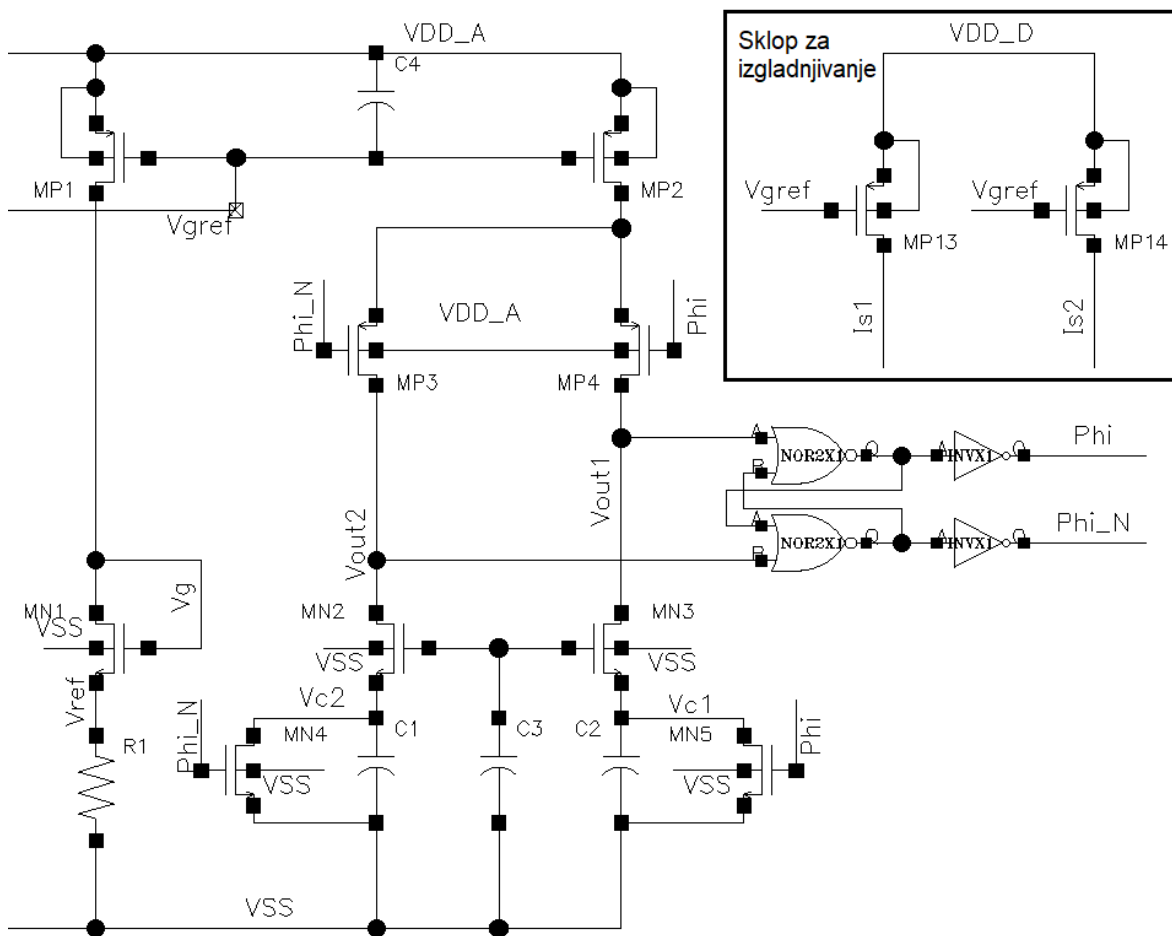 VDD_A
C4
MP1
MP2
Vgref
Sklop za
izgladnjivanje
VDD_D
Vgref
MP13
Vgref
MP14
Is1
Is2
Phi_N
VDD_A
Phi
MP3
MP4
Vout2
Vout1
A
B
NOR2X1
Q
A
INVX1
Q
Phi
A
B
NOR2X1
Q
A
INVX1
Q
Phi_N
Vg
MN1
VSS
Vref
R1
MN2
VSS
MN3
VSS
Vc2
Vc1
Phi_N
MN4
VSS
C1
C3
C2
MN5
VSS
Phi
VSS